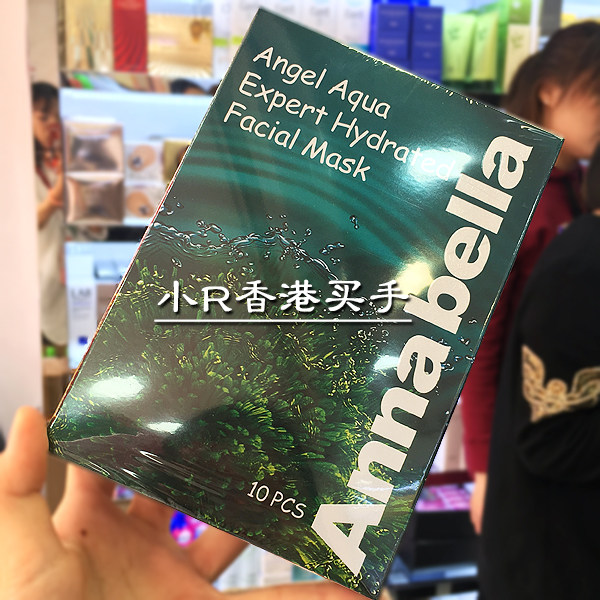 Angel Aqua
Expert Hydrated
Facial Mask
Annabella
小R香港买手
10 PCS